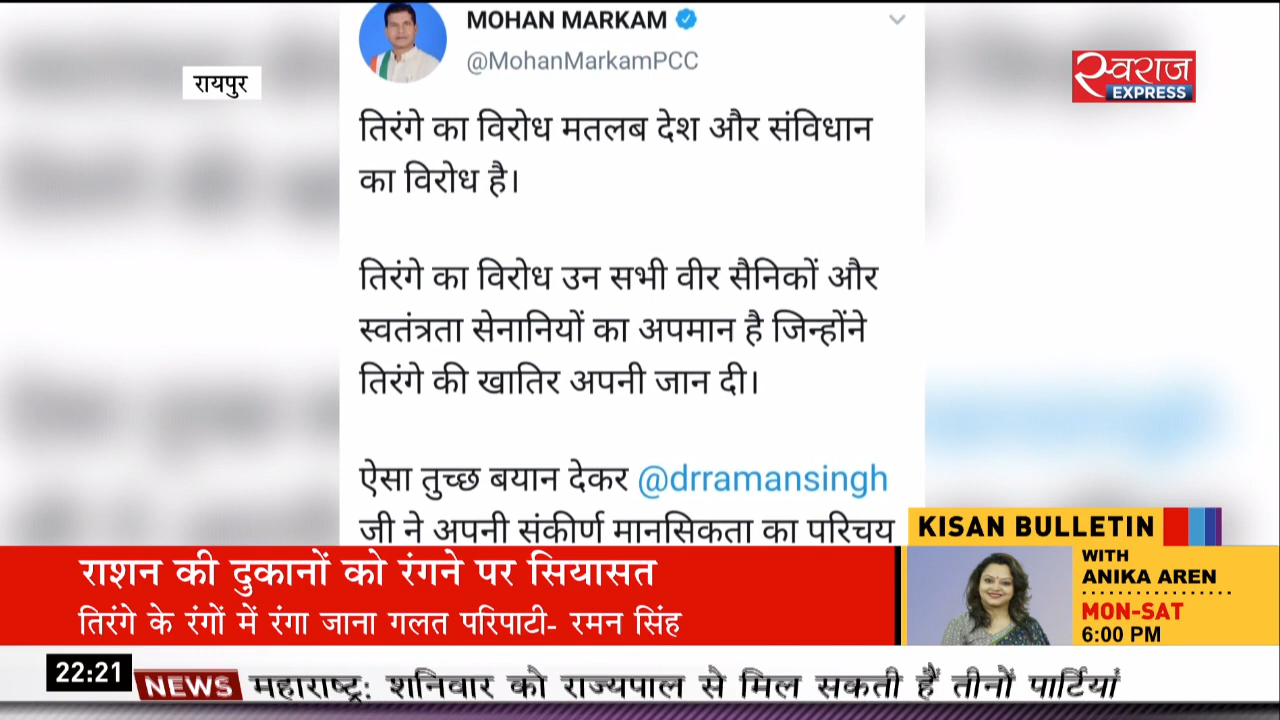 MOHAN MARKAM
@MohanMarkamPCC
रायपुर
स्वराज
EXPRESS
तिरंगे का विरोध मतलब देश और संविधान
का विरोध है।
तिरंगे का विरोध उन सभी वीर सैनिकों और
स्वतंत्रता सेनानियों का अपमान है जिन्होंने
तिरंगे की खातिर अपनी जान दी।
ऐसा तुच्छ बयान देकर @drramansingh
जी ने अपनी संकीर्ण मानसिकता का परिचय
KISAN BULLETIN
WITH
ANIKA AREN
MON-SAT
6:00 PM
राशन की दुकानों को रंगने पर सियासत
तिरंगे के रंगों में रंगा जाना गलत परिपाटी- रमन सिंह
22:21
NEWS महाराष्ट्र: शनिवार को राज्यपाल से मिल सकती हैं तीनों पार्टियां